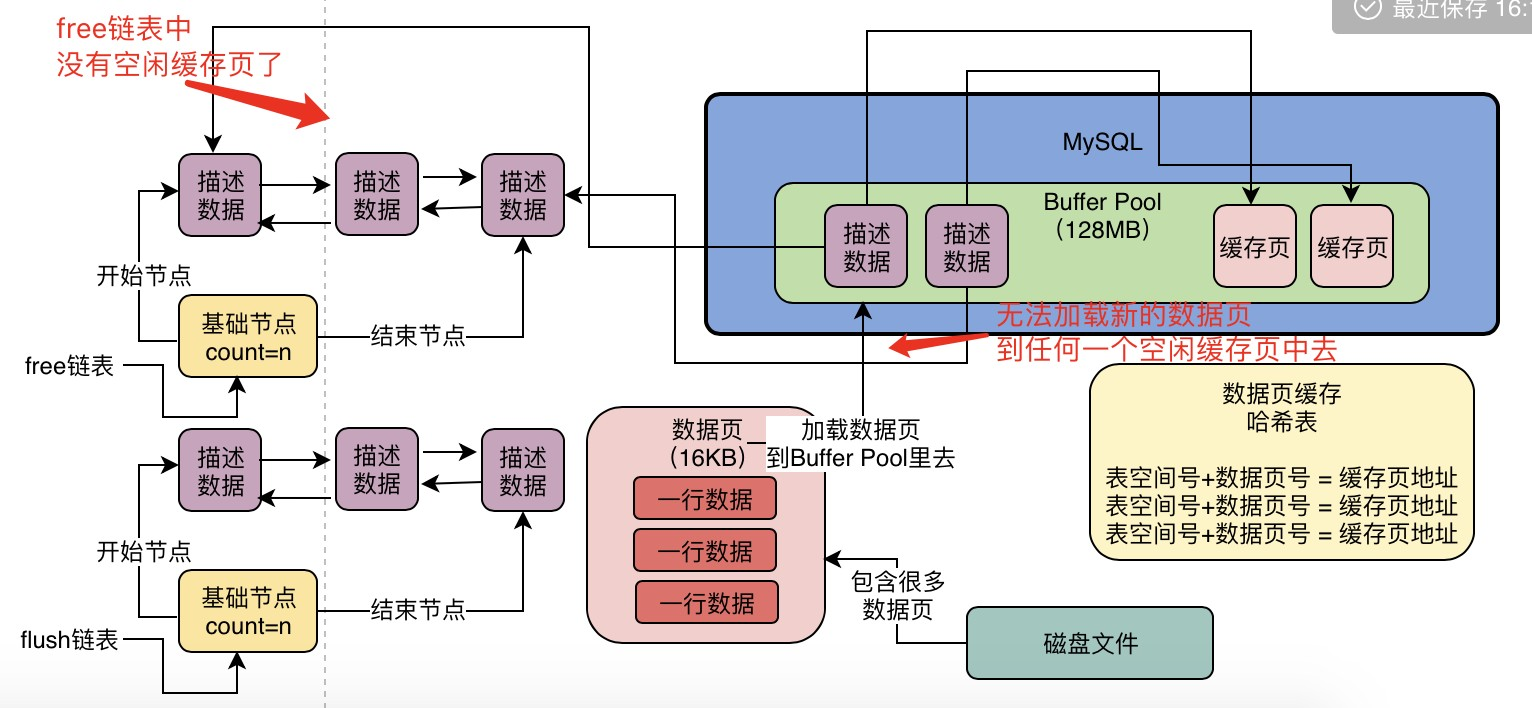 最近保存 16:
free链表中
没有空闲缓存页了
描述
数据
描述
数据
描述
数据
开始节点
基础节点
count=n
结束节点
free链表
MySQL
Buffer Pool
（128MB）
描述
数据
描述
数据
缓存页
缓存页
无法加载新的数据页
到任何一个空闲缓存页中去
数据页
（16KB）
加载数据页
到Buffer Pool里去
一行数据
一行数据
一行数据
数据页缓存
哈希表
表空间号+数据页号 = 缓存页地址
表空间号+数据页号 = 缓存页地址
表空间号+数据页号 = 缓存页地址
描述
数据
描述
数据
描述
数据
开始节点
基础节点
count=n
结束节点
flush链表
包含很多
数据页
磁盘文件